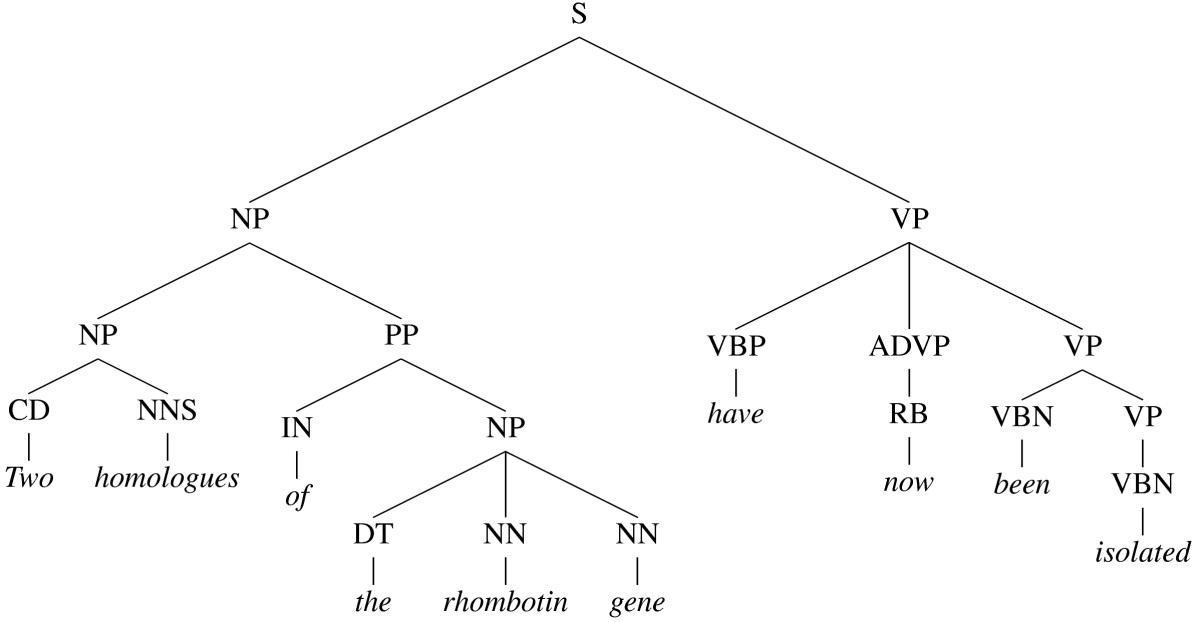 S
NP VP
NP PP VBP ADVP VP
CD NNS IN NP have RB VBN VP
Two homologues of now been VBN
DT NN NN isolated
the rhombotin gene